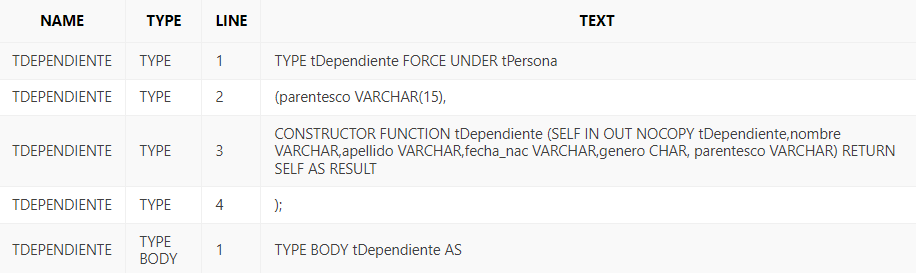 NAME TYPE LINE TEXT
TDEPENDIENTE TYPE 1 TYPE tDependiente FORCE UNDER tPersona
TDEPENDIENTE TYPE 2 (parentesco VARCHAR(15),
TDEPENDIENTE TYPE 3 CONSTRUCTOR FUNCTION tDependiente (SELF IN OUT NOCOPY tDependiente,nombre
VARCHAR,apellido VARCHAR,fecha_nac VARCHAR,genero CHAR, parentesco VARCHAR) RETURN
SELF AS RESULT
TDEPENDIENTE TYPE 4 );
TDEPENDIENTE TYPE
BODY 1 TYPE BODY tDependiente AS